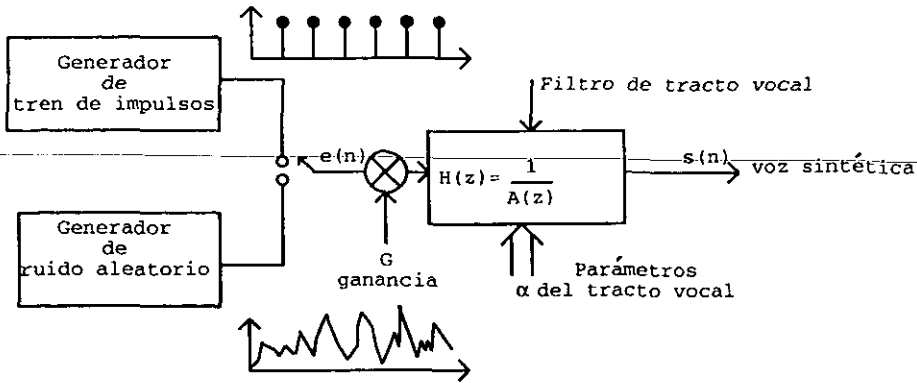 Generador
de
tren de impulsos
Filtro de tracto vocal
e(n)
H(z)= 1
A(z)
s(n)
voz sintética
Generador
de
ruido aleatorio
G
ganancia
Parámetros
α del tracto vocal